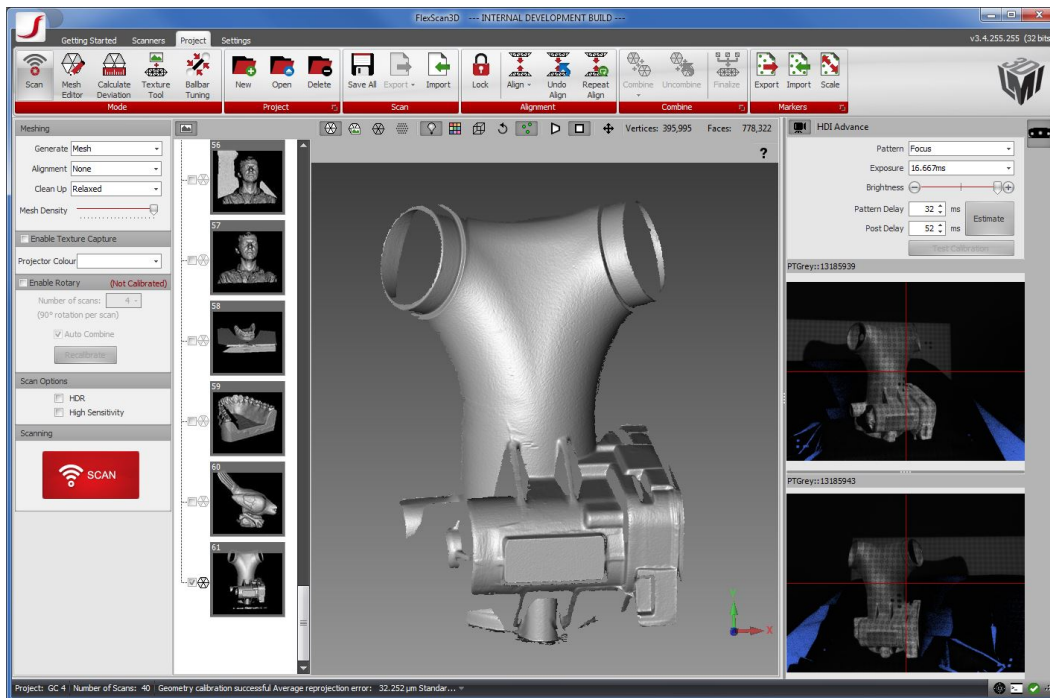 FlexScan3D --- INTERNAL DEVELOPMENT BUILD ---
Getting Started Scanners Project Settings
v3.4.255.255 (32 bits
Scan Mesh Editor Calculate Deviation Texture Tool Ballbar Tuning New Open Delete Save All Export Import Lock Align Undo Align Repeat Align Combine Uncombine Finalize Export Import Scale
Mode Project Scan Alignment Combine Markers
LMI
Meshing
Generate Mesh
Alignment None
Clean Up Relaxed
Mesh Density
Enable Texture Capture
Projector Colour
Enable Rotary (Not Calibrated)
Number of scans: 4
(90° rotation per scan)
Auto Combine
Recalibrate
Scan Options
HDR
High Sensitivity
Scanning
SCAN
56
57
58
59
60
61
Vertices: 395,995 Faces: 778,322
?
Y
X
HDI Advance
Pattern Focus
Exposure 16.667ms
Brightness
Pattern Delay 32 ms
Estimate
Post Delay 52 ms
Test Calibration
PTGrey::13185939
PTGrey::13185943
Project: GC 4 | Number of Scans: 40 | Geometry calibration successful Average reprojection error: 32.252 µm Standar...